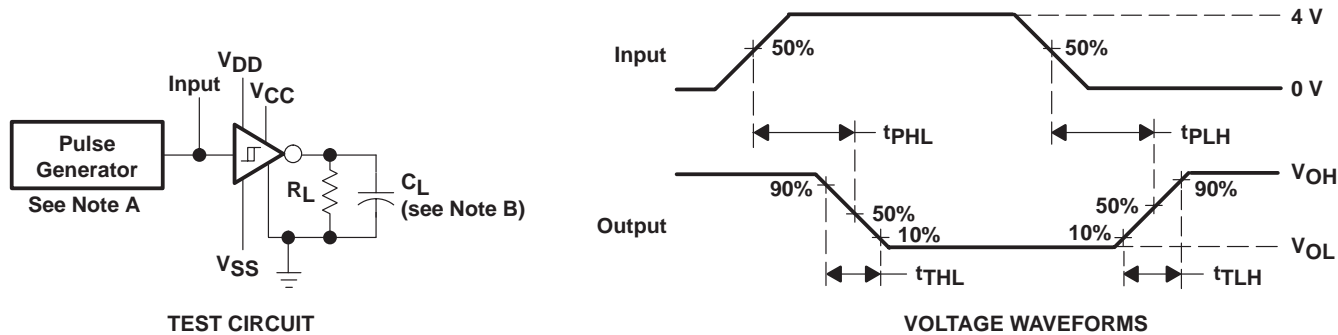 VDD
Input
VCC
Pulse
Generator
See Note A
RL
CL
(see Note B)
VSS
TEST CIRCUIT
4 V
50%
50%
Input
0 V
tPHL
tPLH
VOH
90%
90%
50%
50%
Output
10%
10%
VOL
tTHL
tTLH
VOLTAGE WAVEFORMS